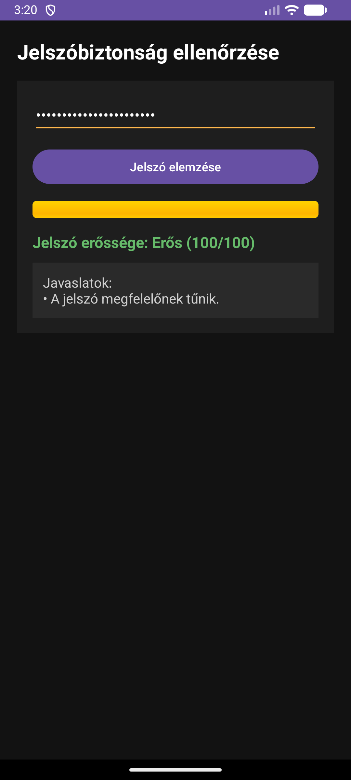 3:20
Jelszóbiztonság ellenőrzése
•••••••••••••••••••••••
Jelszó elemzése
Jelszó erőssége: Erős (100/100)
Javaslatok:
• A jelszó megfelelőnek tűnik.